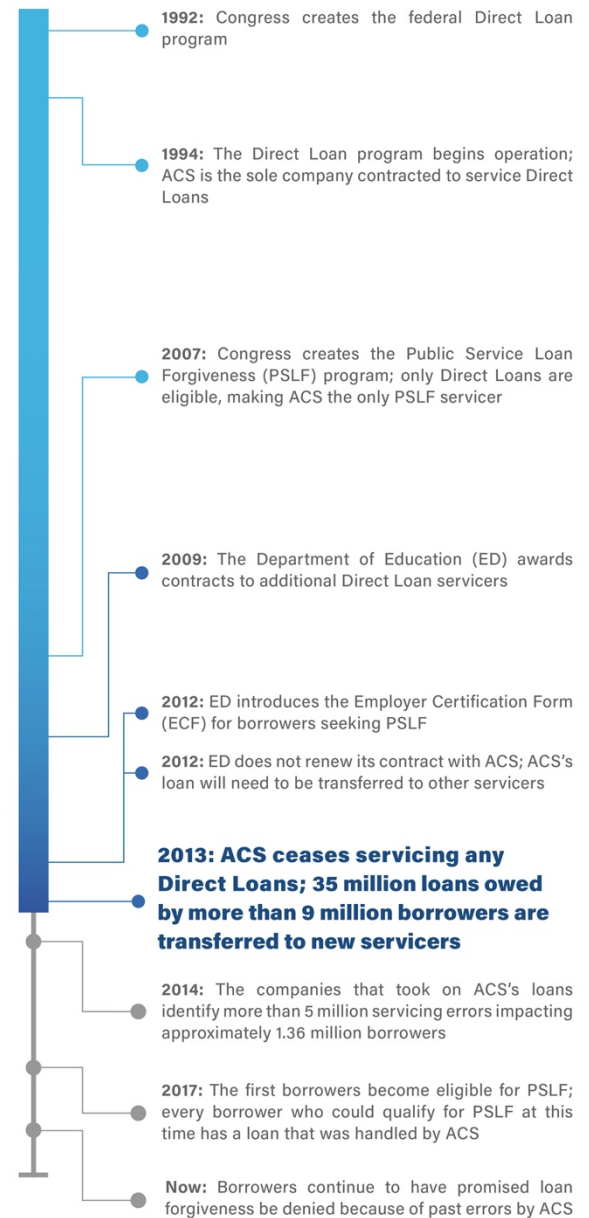 1992: Congress creates the federal Direct Loan
program
1994: The Direct Loan program begins operation;
ACS is the sole company contracted to service Direct
Loans
2007: Congress creates the Public Service Loan
Forgiveness (PSLF) program; only Direct Loans are
eligible, making ACS the only PSLF servicer
2009: The Department of Education (ED) awards
contracts to additional Direct Loan servicers
2012: ED introduces the Employer Certification Form
(ECF) for borrowers seeking PSLF
2012: ED does not renew its contract with ACS; ACS's
loan will need to be transferred to other servicers
2013: ACS ceases servicing any
Direct Loans; 35 million loans owed
by more than 9 million borrowers are
transferred to new servicers
2014: The companies that took on ACS's loans
identify more than 5 million servicing errors impacting
approximately 1.36 million borrowers
2017: The first borrowers become eligible for PSLF;
every borrower who could qualify for PSLF at this
time has a loan that was handled by ACS
Now: Borrowers continue to have promised loan
forgiveness be denied because of past errors by ACS